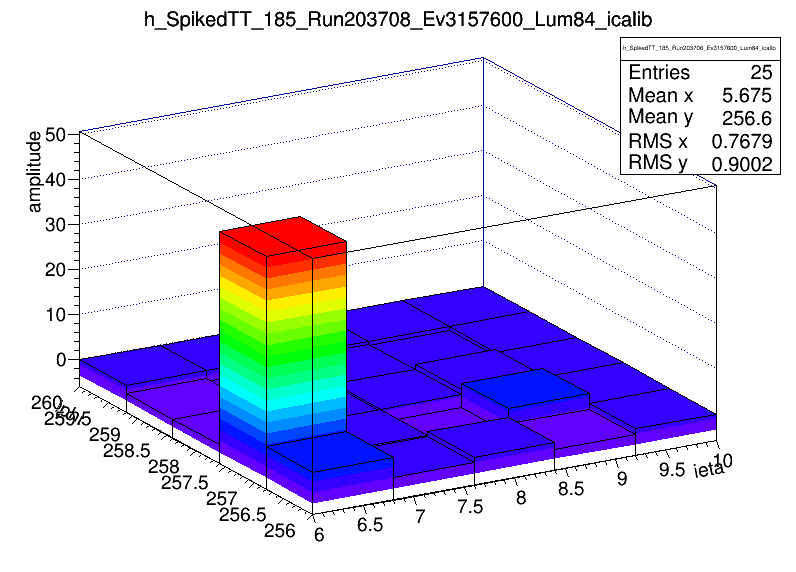 h_SpikedTT_185_Run203708_Ev3157600_Lum84_icalib
h_SpikedTT_185_Run203708_Ev3157600_Lum84_icalib
Entries 25
Mean x 5.675
Mean y 256.6
RMS x 0.7679
RMS y 0.9002
amplitude
50
40
30
20
10
0
260
259.5
259
258.5
258
257.5
257
256.5
256
6
6.5
7
7.5
8
8.5
9
9.5
10
ieta